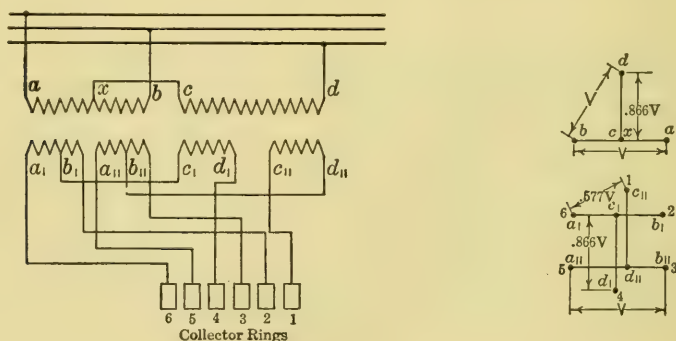 a x b c d
a₁ b₁ a₁₁ b₁₁ c₁ d₁ c₁₁ d₁₁
6 5 4 3 2 1
Collector Rings
d
V .866V
b c x a
V
1
.577V c₁₁
6 c₁ 2
a₁ b₁
.866V
a₁₁ b₁₁
5 3
d₁ d₁₁
4
V